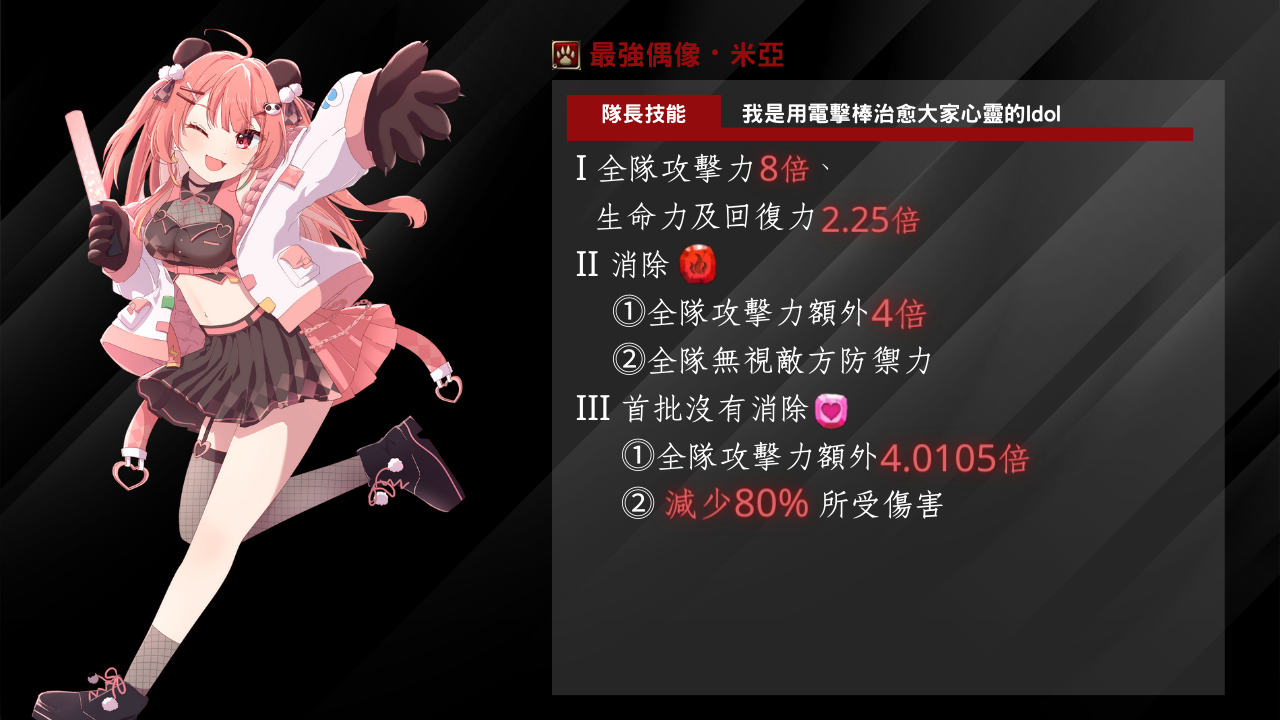 最強偶像・米亞
隊長技能 我是用電擊棒治愈大家心靈的Idol
I 全隊攻擊力8倍、
生命力及回復力2.25倍
II 消除
①全隊攻擊力額外4倍
②全隊無視敵方防禦力
III 首批沒有消除
①全隊攻擊力額外4.0105倍
② 減少80% 所受傷害